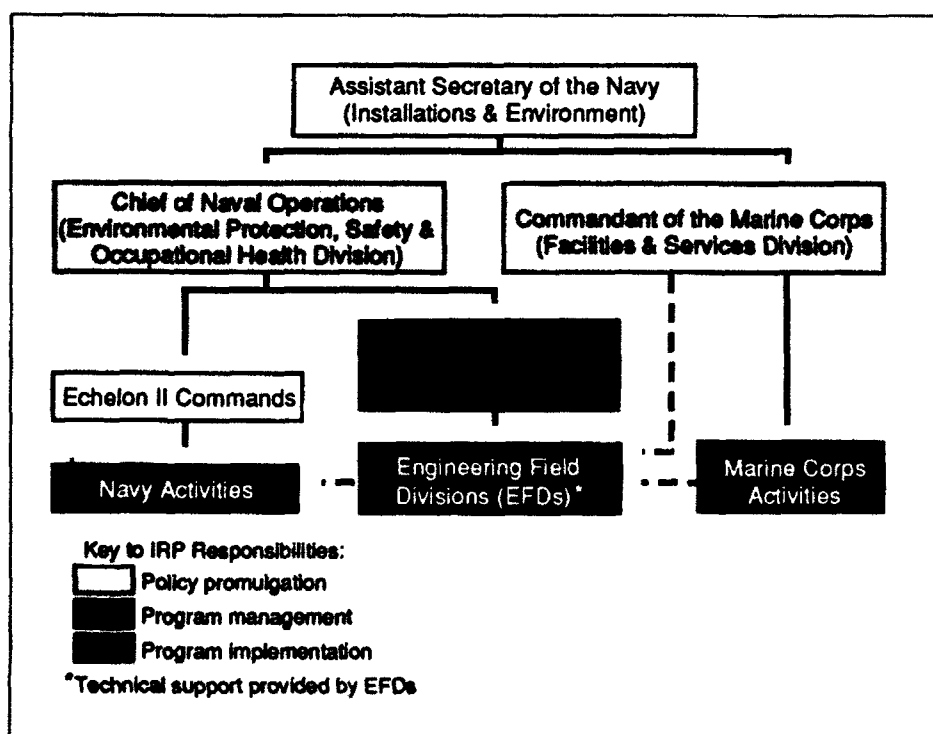 Assistant Secretary of the Navy
(Installations & Environment)
Chief of Naval Operations
(Environmental Protection, Safety &
Occupational Health Division)
Commandant of the Marine Corps
(Facilities & Services Division)
Echelon II Commands
Navy Activities
Engineering Field
Divisions (EFDs)*
Marine Corps
Activities
Key to IRP Responsibilities:
Policy promulgation
Program management
Program implementation
*Technical support provided by EFDs